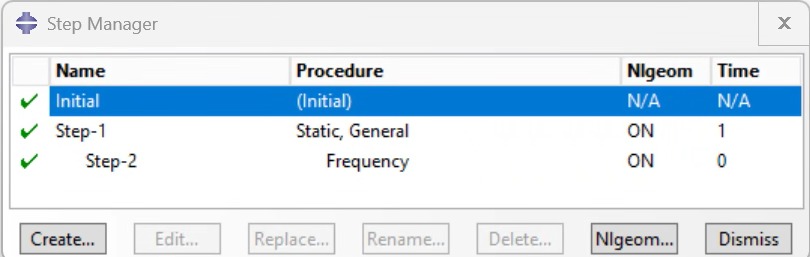 Step Manager
X
Name Procedure Nlgeom Time
Initial (Initial) N/A N/A
Step-1 Static, General ON 1
Step-2 Frequency ON 0
Create... Edit... Replace... Rename... Delete... Nlgeom... Dismiss